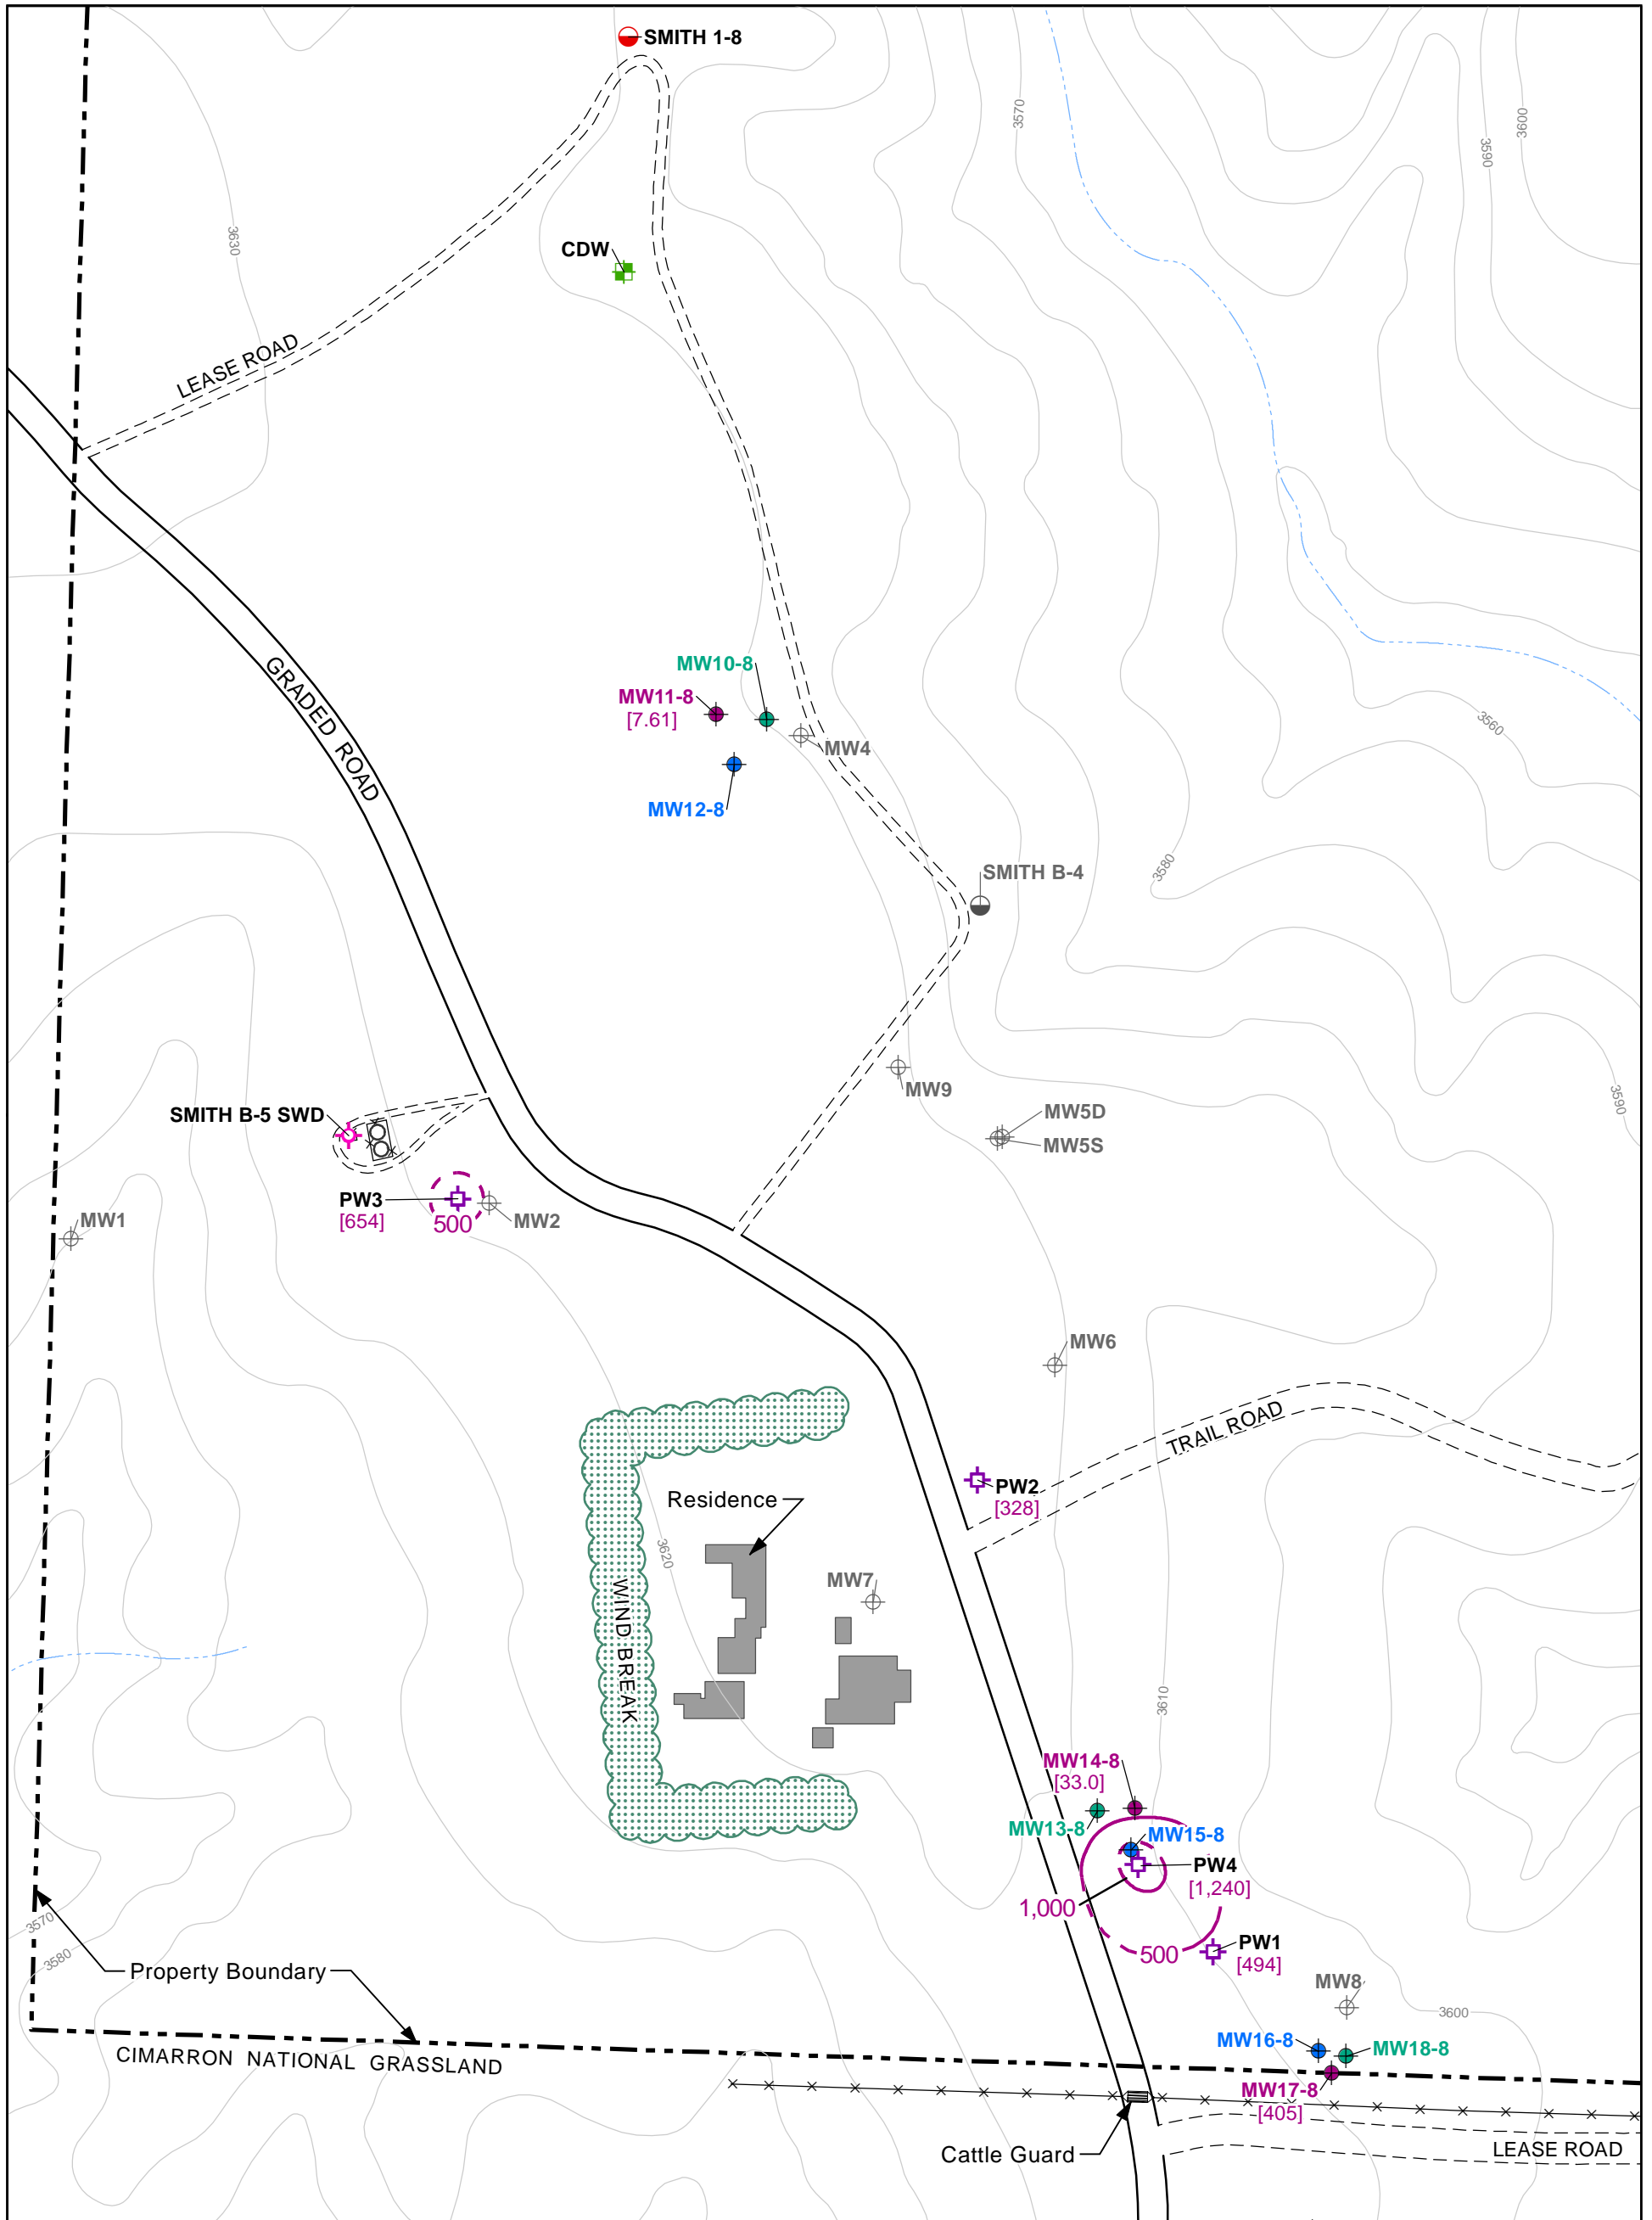 SMITH 1-8
3570
3600
3590
3630
CDW
LEASE ROAD
MW10-8
MW11-8
[7.61]
3560
MW4
GRADED ROAD
MW12-8
SMITH B-4
3580
MW9
3590
SMITH B-5 SWD
MW5D
MW5S
PW3
[654]
500
MW2
MW1
MW6
TRAIL ROAD
PW2
[328]
Residence
3620
MW7
WIND BREAK
3610
MW14-8
[33.0]
MW13-8
MW15-8
PW4
[1,240]
1,000
3570
500
PW1
[494]
3580
Property Boundary
MW8
3600
MW16-8
MW18-8
CIMARRON NATIONAL GRASSLAND
MW17-8
[405]
Cattle Guard
LEASE ROAD